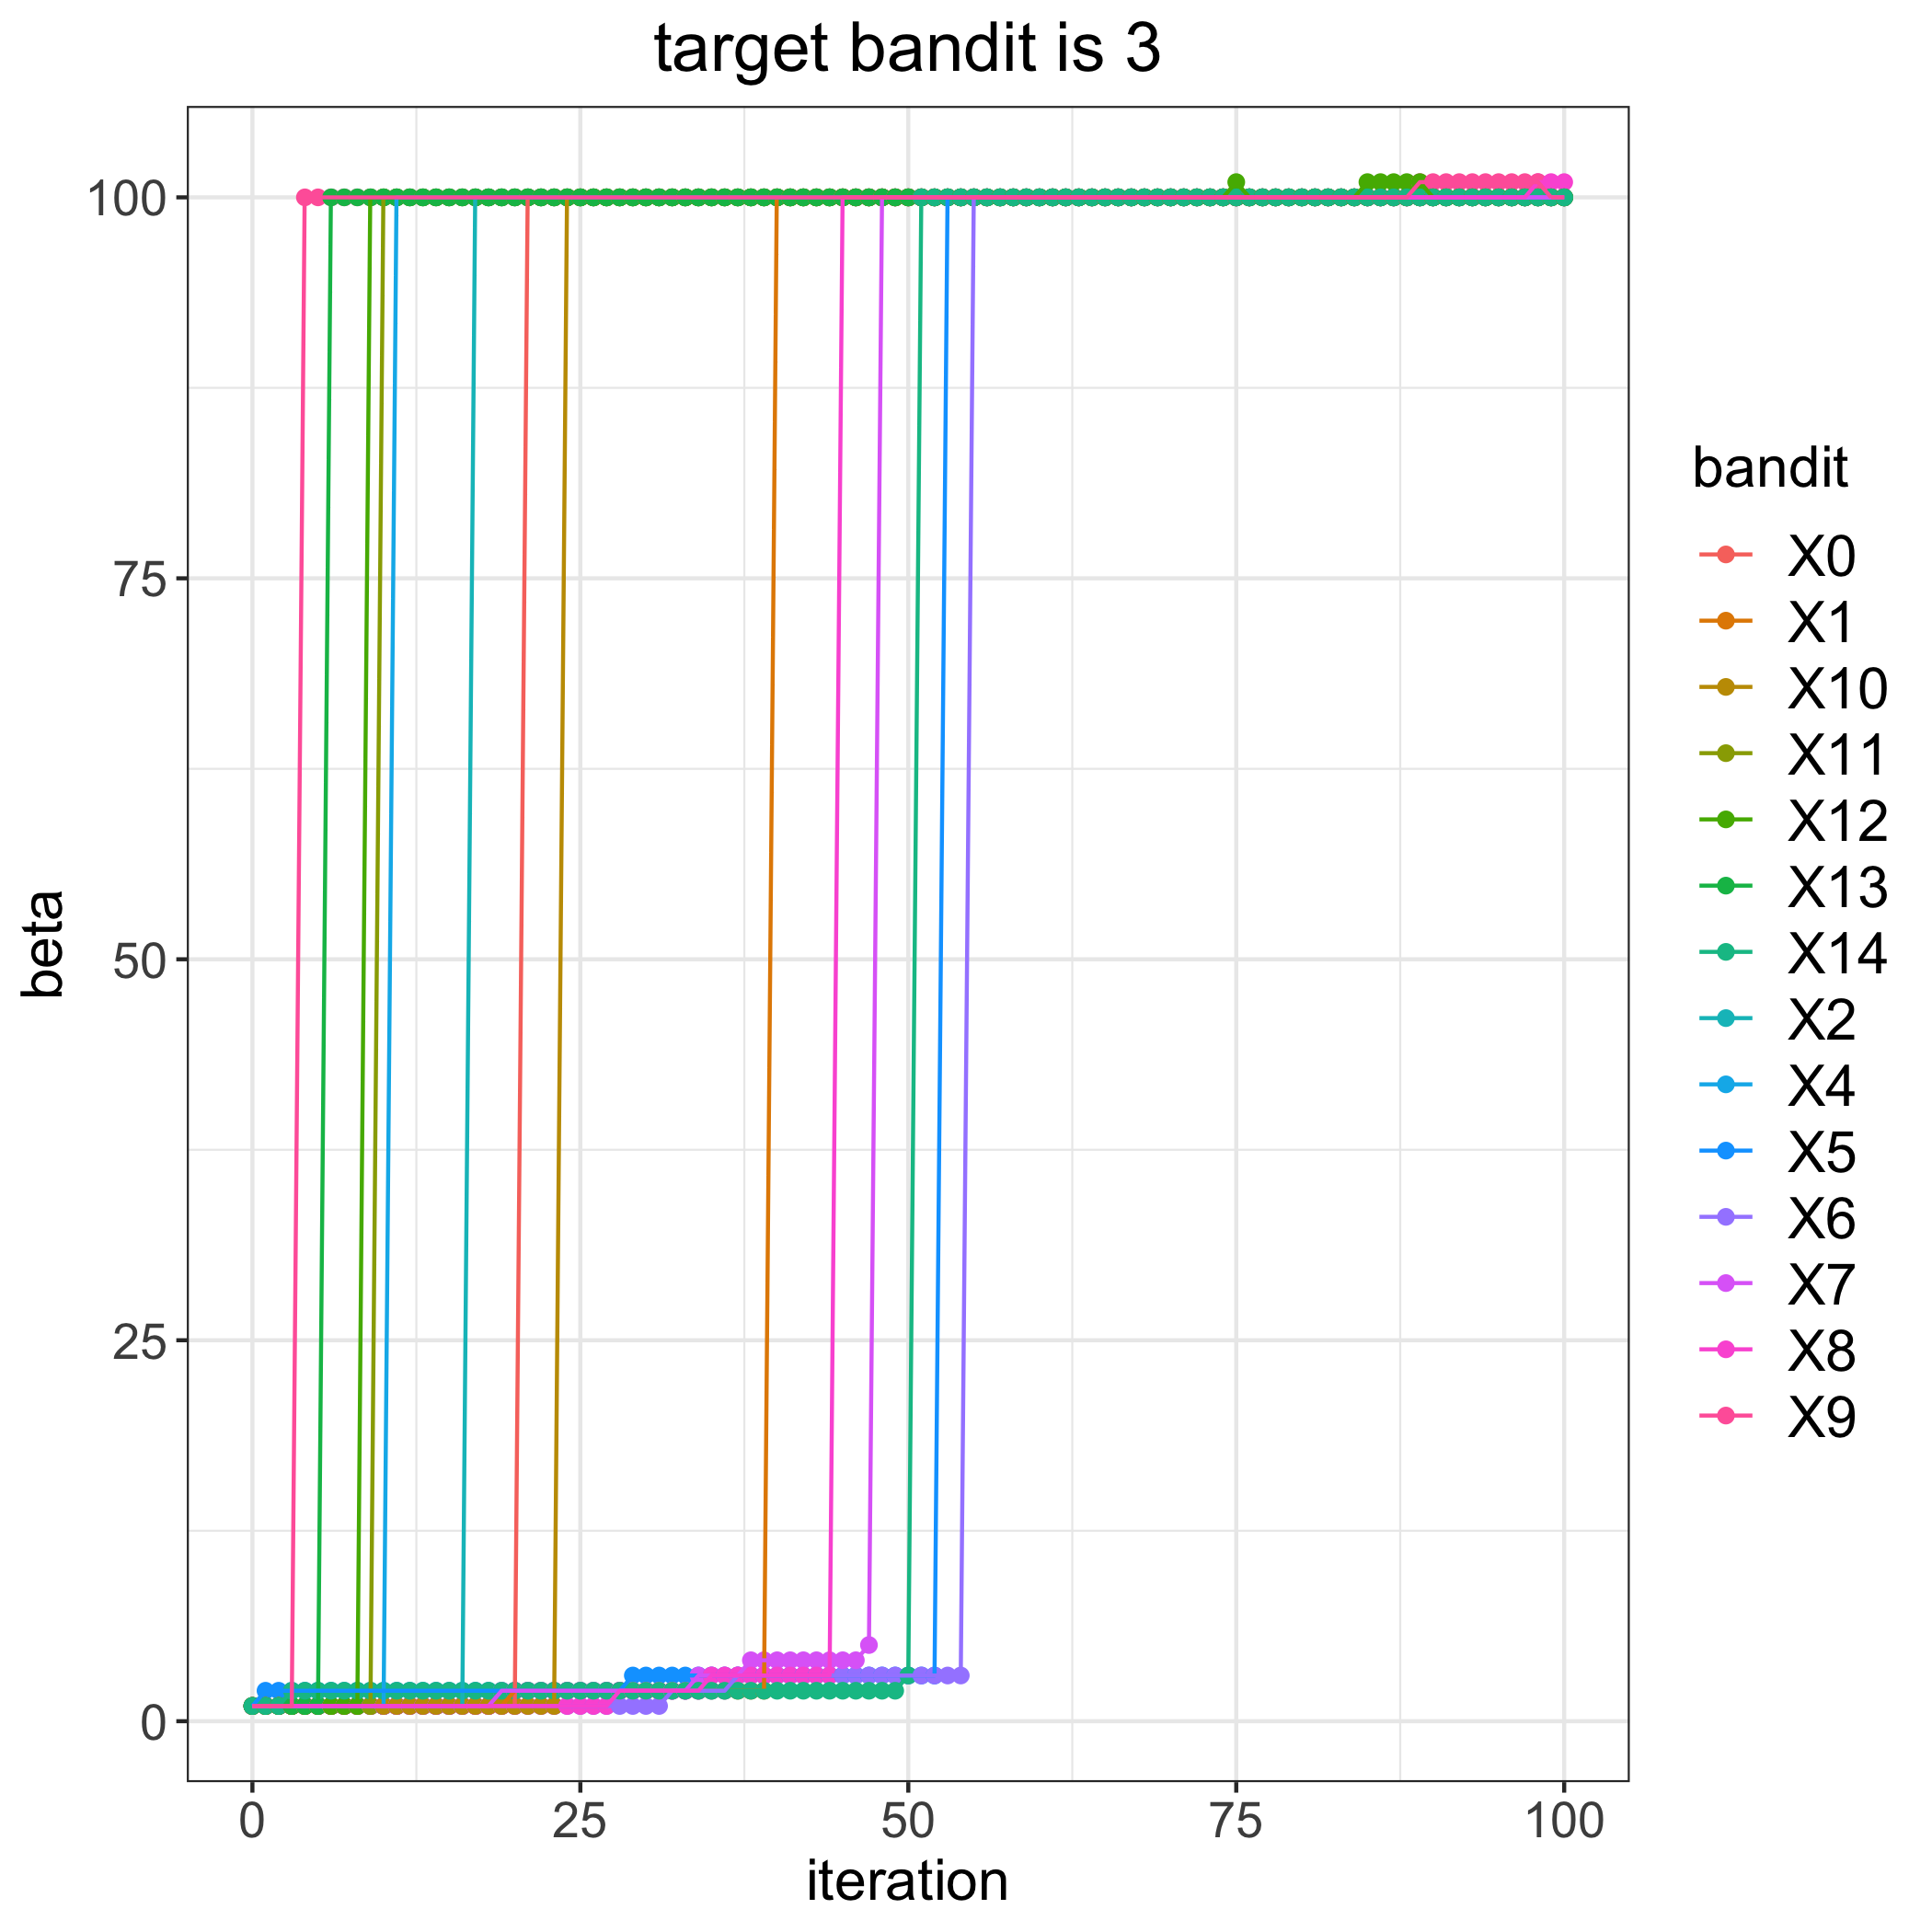 target bandit is 3
100
75
50
25
0
beta
0 25 50 75 100
iteration
bandit
X0
X1
X10
X11
X12
X13
X14
X2
X4
X5
X6
X7
X8
X9